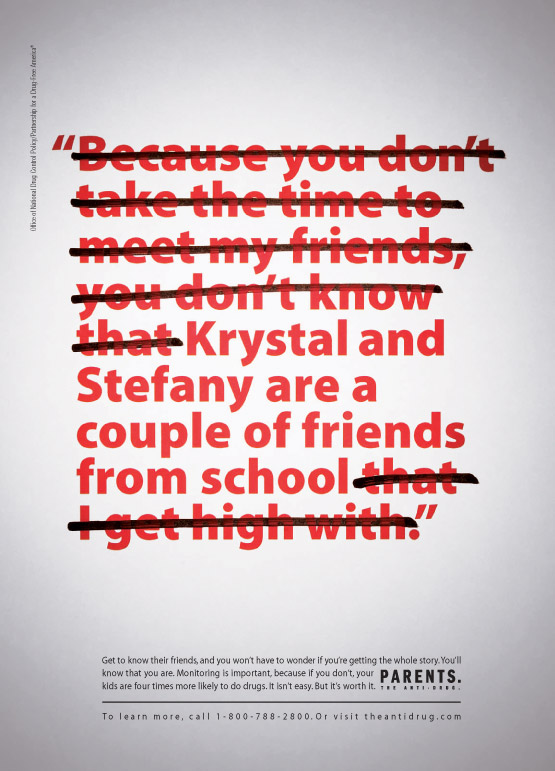 Office of National Drug Control Policy/Partnership for a Drug-Free America®
“Because you don’t
take the time to
meet my friends,
you don’t know
that Krystal and
Stefany are a
couple of friends
from school that
I get high with.”
Get to know their friends, and you won’t have to wonder if you’re getting the whole story. You’ll
know that you are. Monitoring is important, because if you don’t, your
kids are four times more likely to do drugs. It isn’t easy. But it’s worth it.
PARENTS.
THE ANTI-DRUG.
To learn more, call 1-800-788-2800. Or visit theantidrug.com